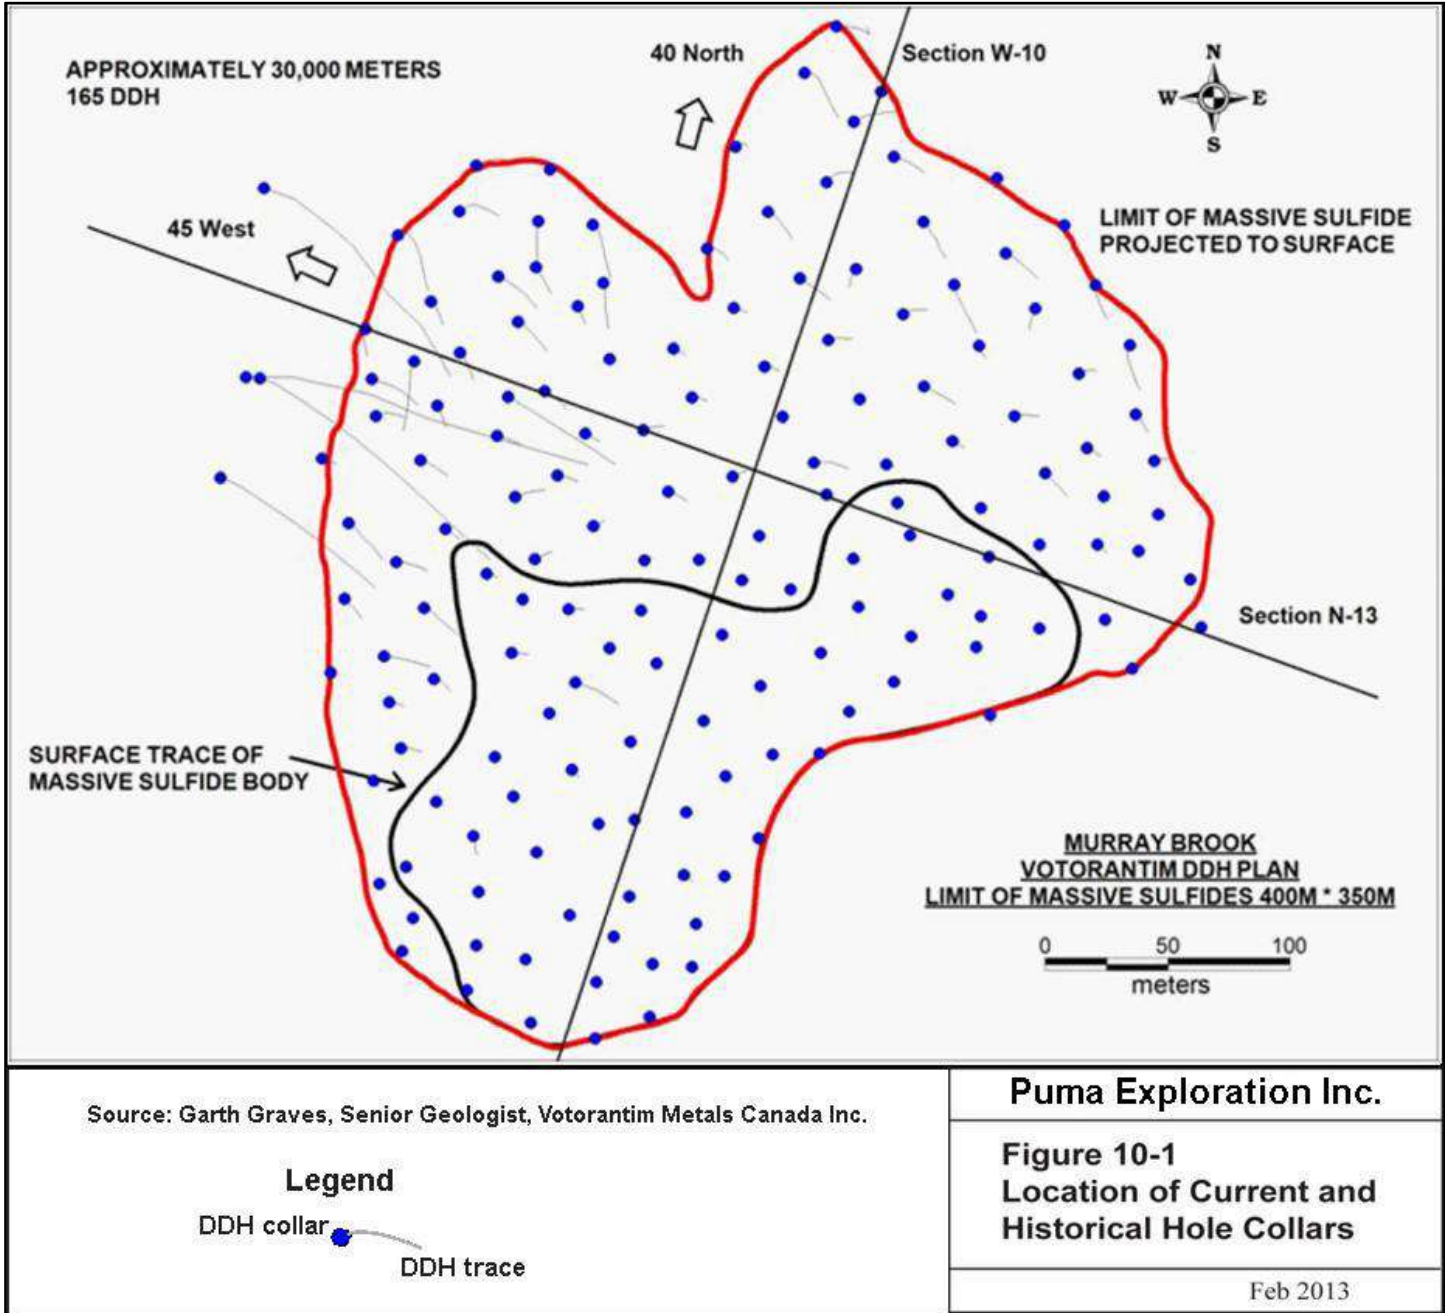 APPROXIMATELY 30,000 METERS
165 DDH
40 North
Section W-10
N
W E
S
45 West
LIMIT OF MASSIVE SULFIDE
PROJECTED TO SURFACE
Section N-13
SURFACE TRACE OF
MASSIVE SULFIDE BODY
MURRAY BROOK
VOTORANTIM DDH PLAN
LIMIT OF MASSIVE SULFIDES 400M * 350M
0 50 100
meters
Source: Garth Graves, Senior Geologist, Votorantim Metals Canada Inc.
Legend
DDH collar
DDH trace
Puma Exploration Inc.
Figure 10-1
Location of Current and
Historical Hole Collars
Feb 2013